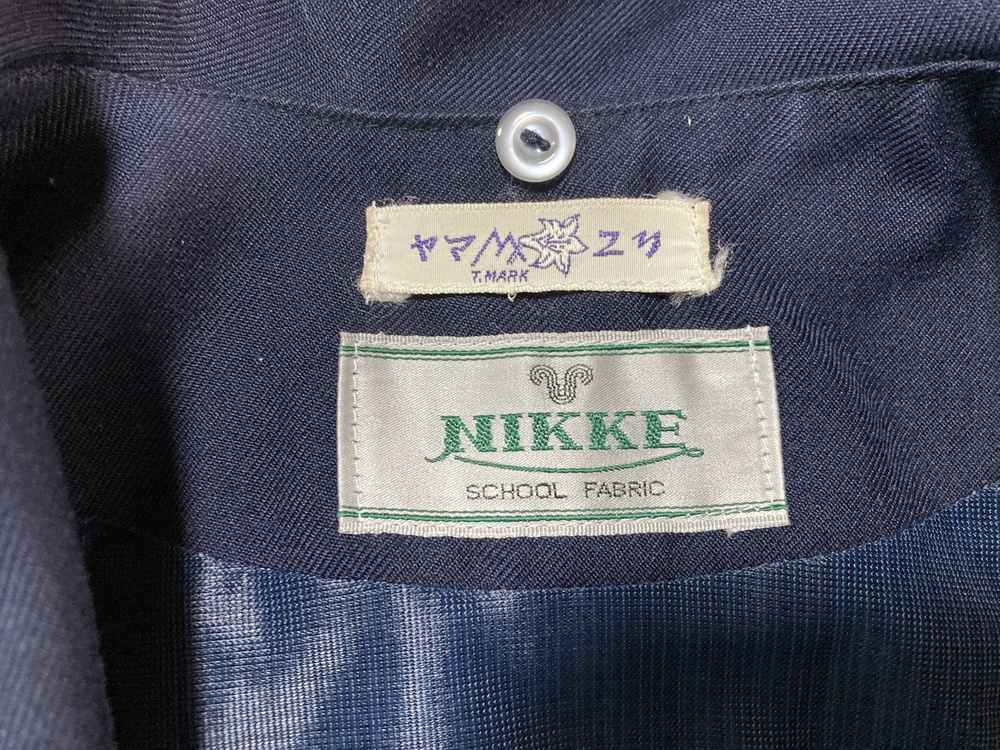 ヤマ ユリ
T.MARK
NIKKE
SCHOOL FABRIC